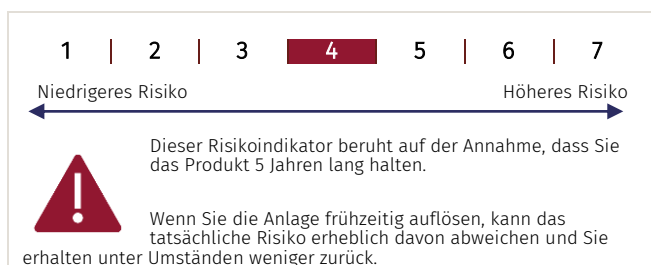 1 | 2 | 3 | 4 5 | 6 | 7
Niedrigeres Risiko Höheres Risiko
Dieser Risikoindikator beruht auf der Annahme, dass Sie
das Produkt 5 Jahren lang halten.
Wenn Sie die Anlage frühzeitig auflösen, kann das
tatsächliche Risiko erheblich davon abweichen und Sie
erhalten unter Umständen weniger zurück.